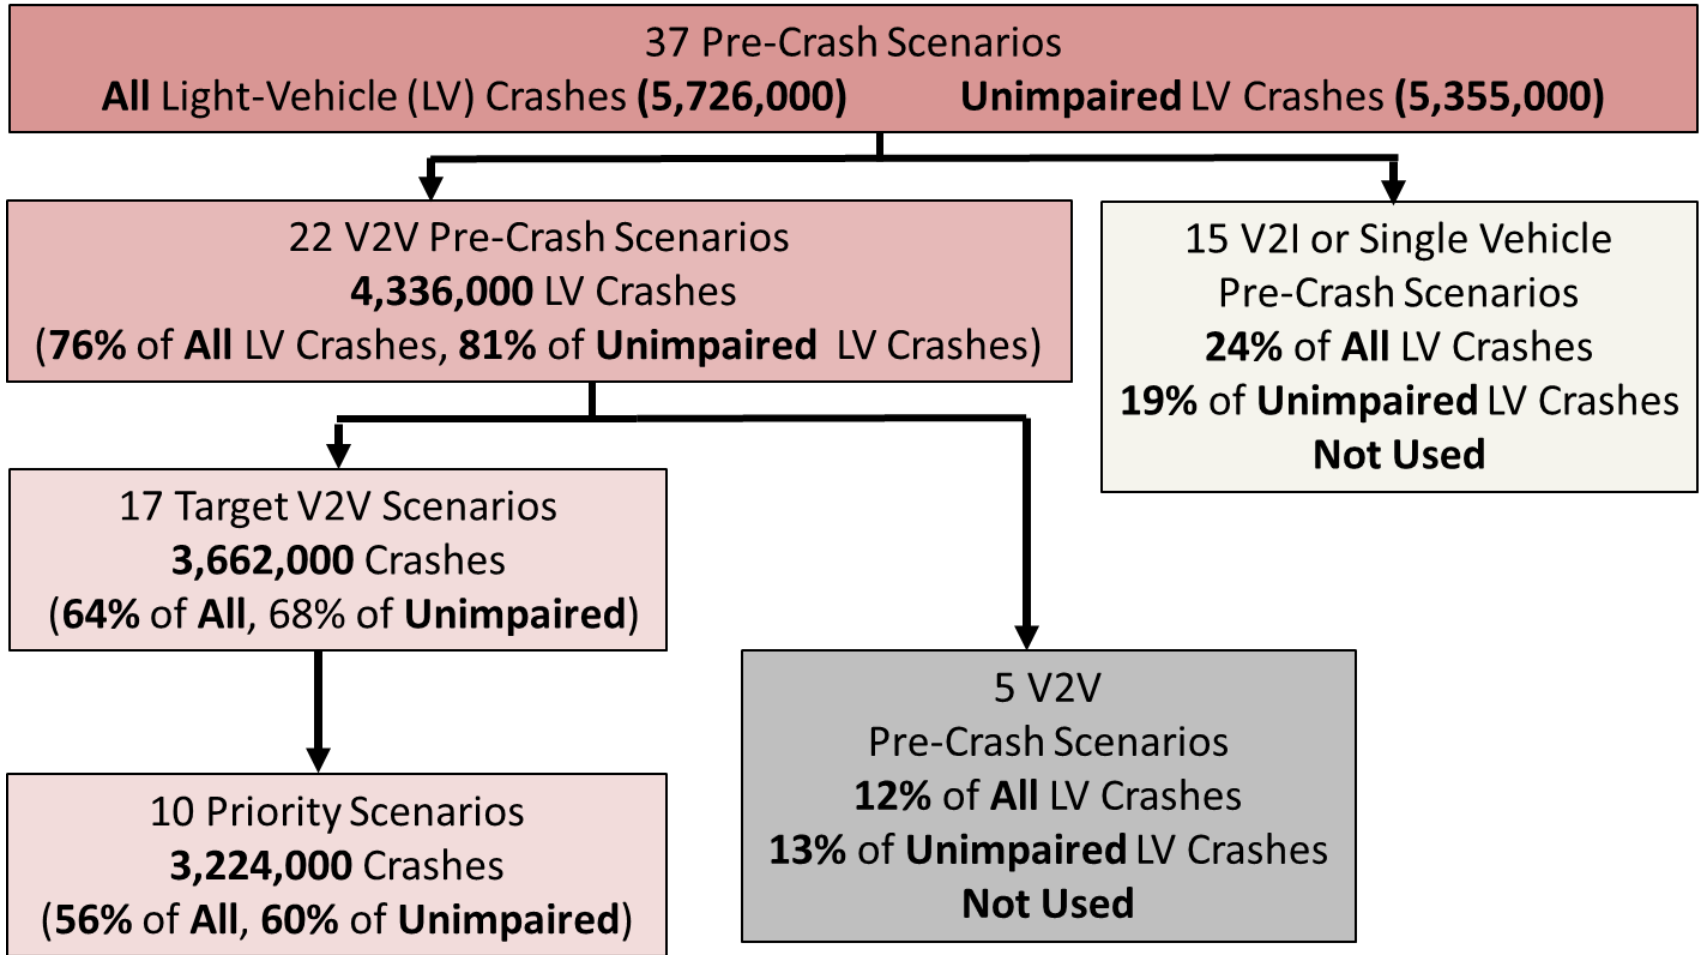 37 Pre-Crash Scenarios
All Light-Vehicle (LV) Crashes (5,726,000) Unimpaired LV Crashes (5,355,000)
22 V2V Pre-Crash Scenarios
4,336,000 LV Crashes
(76% of All LV Crashes, 81% of Unimpaired LV Crashes)
15 V2I or Single Vehicle
Pre-Crash Scenarios
24% of All LV Crashes
19% of Unimpaired LV Crashes
Not Used
17 Target V2V Scenarios
3,662,000 Crashes
(64% of All, 68% of Unimpaired)
5 V2V
Pre-Crash Scenarios
12% of All LV Crashes
13% of Unimpaired LV Crashes
Not Used
10 Priority Scenarios
3,224,000 Crashes
(56% of All, 60% of Unimpaired)